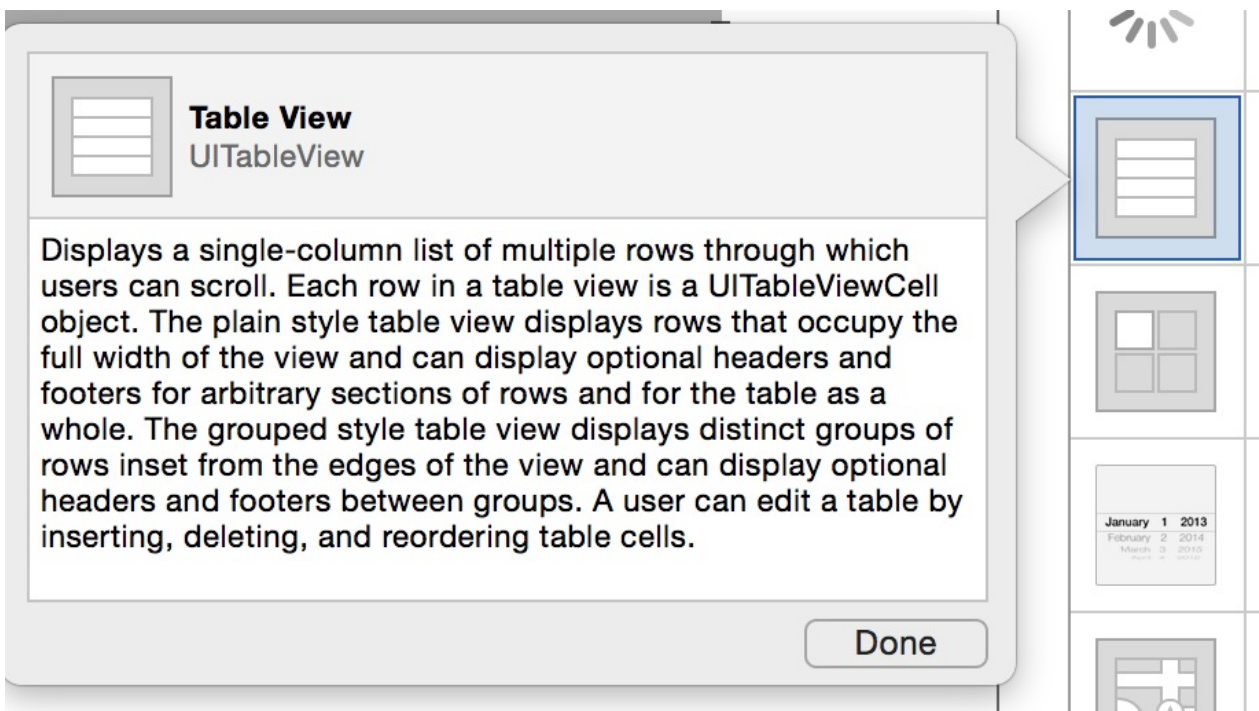 Table View
UITableView
Displays a single-column list of multiple rows through which
users can scroll. Each row in a table view is a UITableViewCell
object. The plain style table view displays rows that occupy the
full width of the view and can display optional headers and
footers for arbitrary sections of rows and for the table as a
whole. The grouped style table view displays distinct groups of
rows inset from the edges of the view and can display optional
headers and footers between groups. A user can edit a table by
inserting, deleting, and reordering table cells.
Done
January 1 2013
February 2 2014
March 3 2015